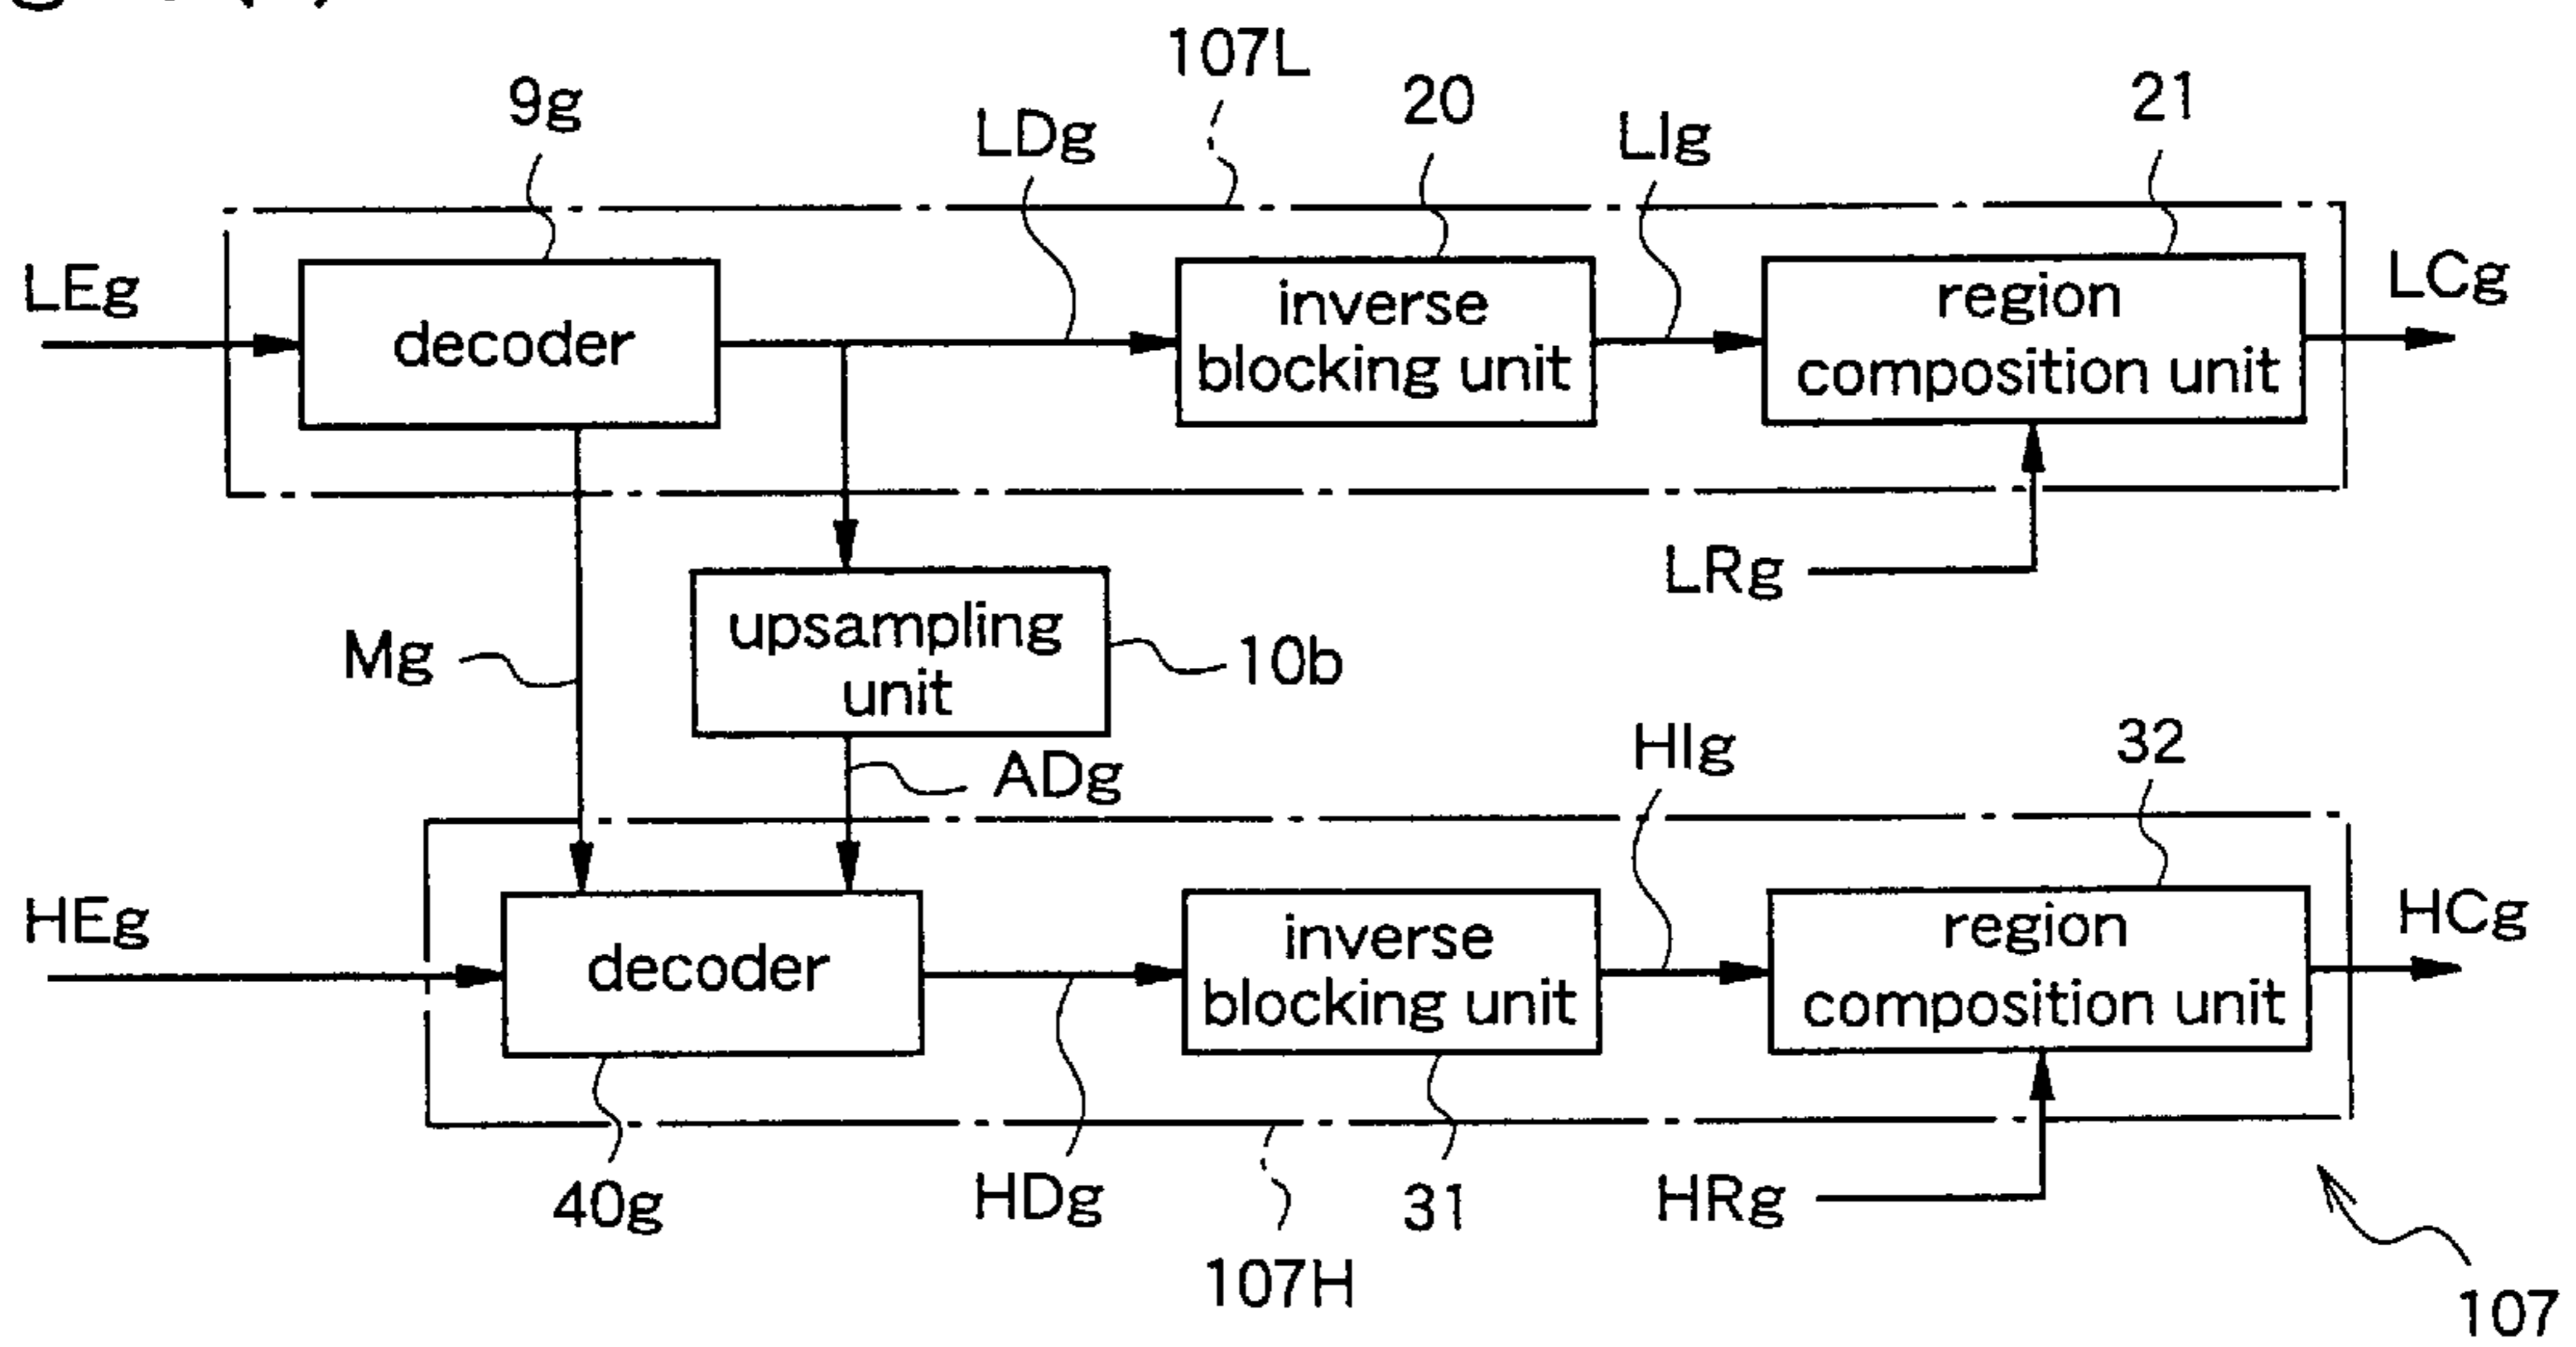 107L
9g
LDg
20
LIg
21
LEg
decoder
inverse
blocking unit
region
composition unit
LCg
LRg
upsampling
unit
10b
Mg
ADg
HIg
32
HEg
decoder
inverse
blocking unit
region
composition unit
HCg
40g
HDg
31
HRg
107H
107